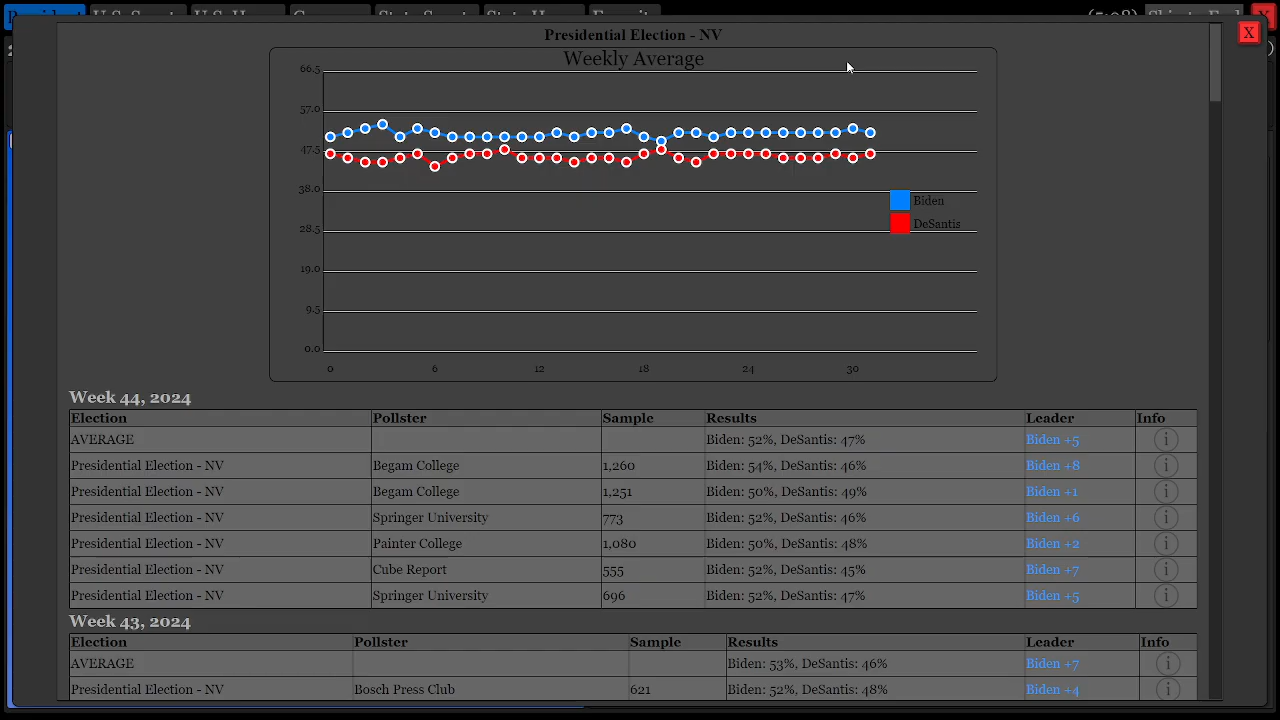 Presidential Election - NV
X
Weekly Average
66.5
57.0
47.5
38.0
28.5
19.0
9.5
0.0
0 6 12 18 24 30
Biden
DeSantis
Week 44, 2024
Election Pollster Sample Results Leader Info
AVERAGE Biden: 52%, DeSantis: 47% Biden +5 i
Presidential Election - NV Begam College 1,260 Biden: 54%, DeSantis: 46% Biden +8 i
Presidential Election - NV Begam College 1,251 Biden: 50%, DeSantis: 49% Biden +1 i
Presidential Election - NV Springer University 773 Biden: 52%, DeSantis: 46% Biden +6 i
Presidential Election - NV Painter College 1,080 Biden: 50%, DeSantis: 48% Biden +2 i
Presidential Election - NV Cube Report 555 Biden: 52%, DeSantis: 45% Biden +7 i
Presidential Election - NV Springer University 696 Biden: 52%, DeSantis: 47% Biden +5 i
Week 43, 2024
Election Pollster Sample Results Leader Info
AVERAGE Biden: 53%, DeSantis: 46% Biden +7 i
Presidential Election - NV Bosch Press Club 621 Biden: 52%, DeSantis: 48% Biden +4 i